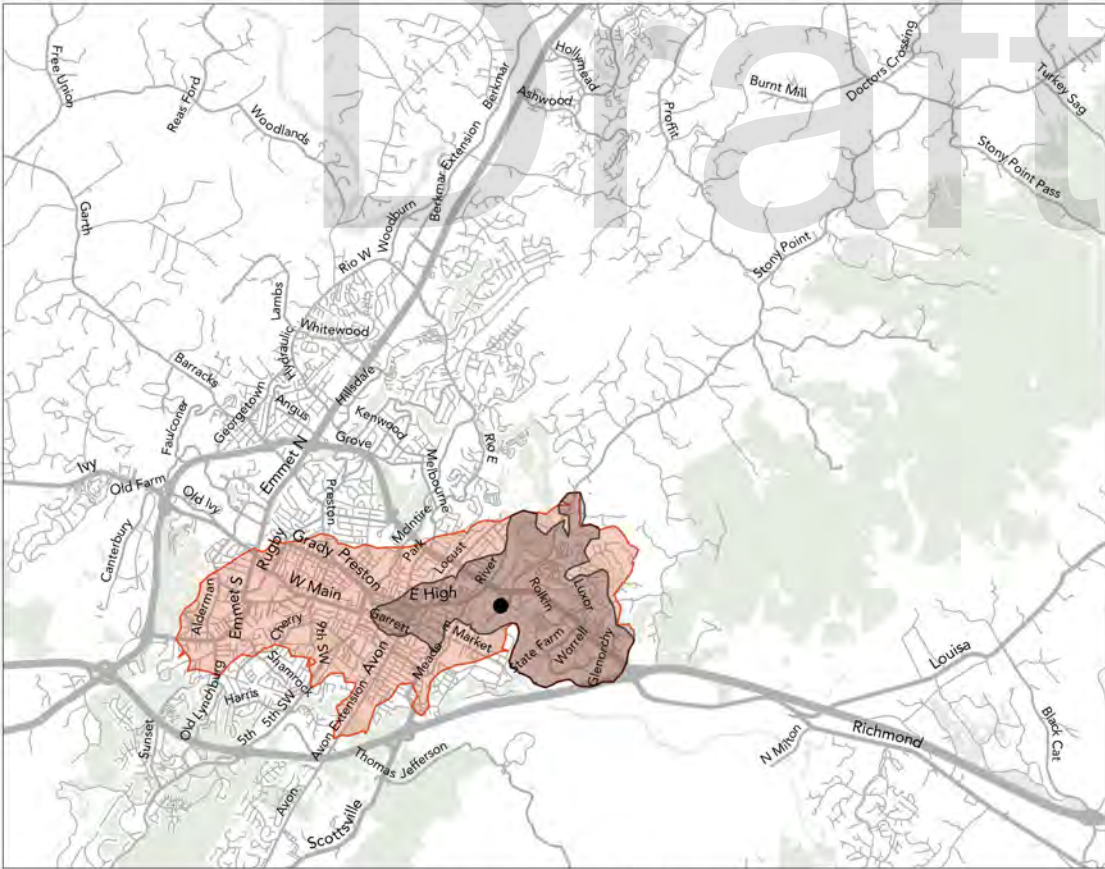 Draft
Free Union
Reas Ford
Woodlands
Garth
Berkmar
Berkmar Extension
Hollymead
Ashwood
Proffit
Burnt Mill
Doctors Crossing
Turkey Sag
Stony Point Pass
Stony Point
Woodburn
Rio W
Lambs
Whitewood
Hydraulic
Hillsdale
Barracks
Georgetown
Angus
Kenwood
Faulconer
Emmet N
Grove
Rio E
Melbourne
Ivy
Old Farm
Old Ivy
Preston
McIntire
Canterbury
Rugby
Grady
Preston
Park
Locust
River
W Main
E High
Rolkin
Luxor
Alderman
Emmet S
Cherry
9th SW
Garrett
Avon
Meade
E Market
State Farm
Worrell
Glenorchy
Shamrock
Old Lynchburg
Harris
5th SW
5th
Avon Extension
Sunset
Thomas Jefferson
Avon
Scottsville
Louisa
Richmond
N Milton
Black Cat